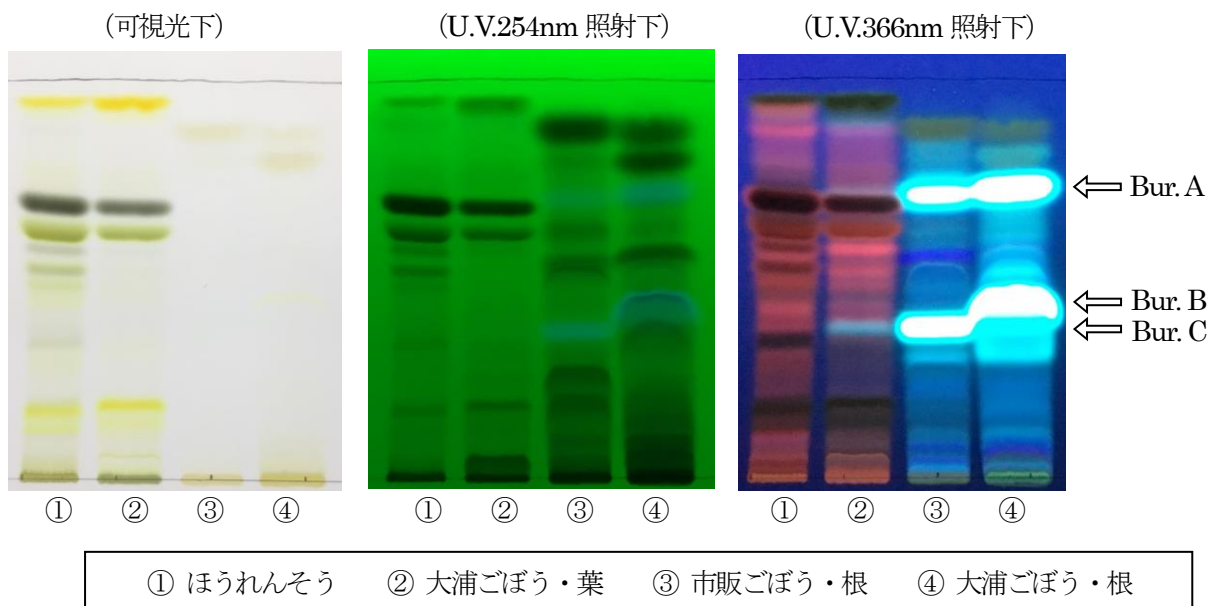 (可視光下) (U.V.254nm 照射下) (U.V.366nm 照射下)
Bur. A
Bur. B
Bur. C
① ② ③ ④ ① ② ③ ④ ① ② ③ ④
① ほうれんそう ② 大浦ごぼう・葉 ③ 市販ごぼう・根 ④ 大浦ごぼう・根